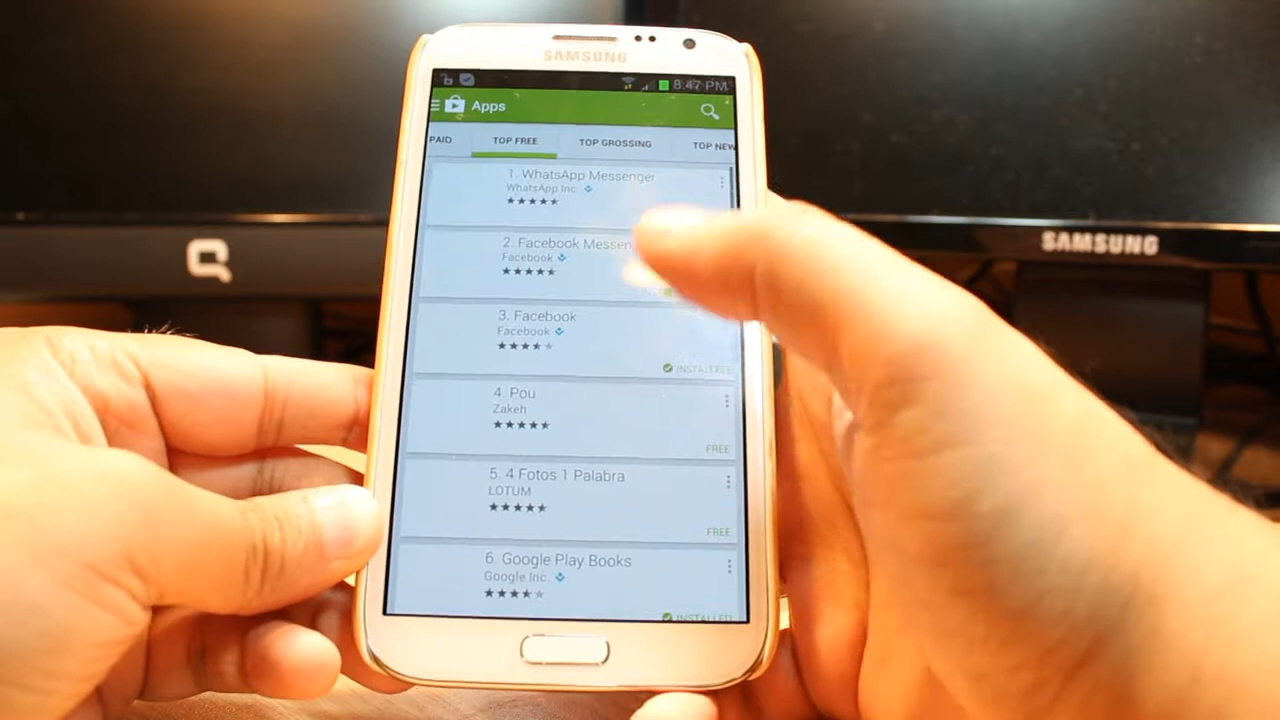 SAMSUNG
8:47 PM
Apps
PAID TOP FREE TOP GROSSING TOP NEW
1. WhatsApp Messenger
WhatsApp Inc.
2. Facebook Messen
Facebook
3. Facebook
Facebook
INSTALLED
4. Pou
Zakeh
FREE
5. 4 Fotos 1 Palabra
LOTUM
FREE
6. Google Play Books
Google Inc.
INSTALLED
SAMSUNG